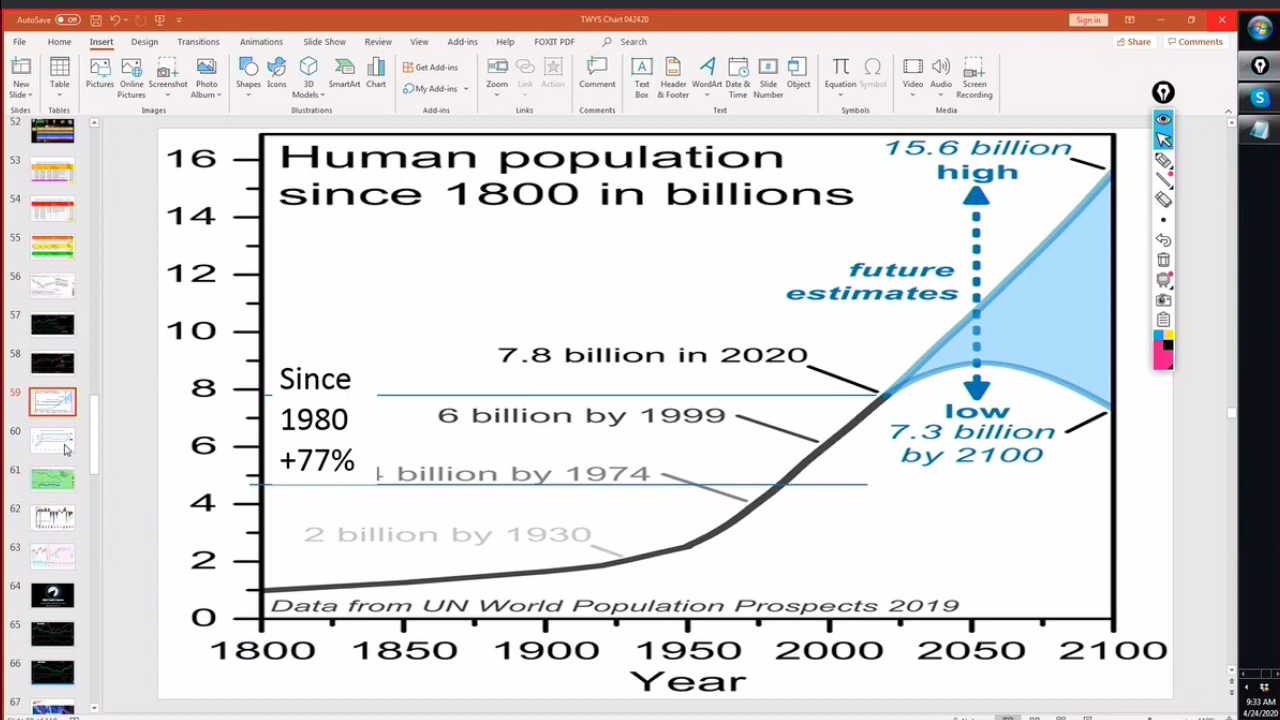 AutoSave Off
TWYS Chart 042420
Sign in
File Home Insert Design Transitions Animations Slide Show Review View Add-ins Help FOXIT PDF Search
Share Comments
New Slide
Table
Pictures
Online Pictures
Screenshot
Photo Album
Shapes
Icons
3D Models
SmartArt
Chart
Get Add-ins
My Add-ins
Zoom
Link
Action
Comment
Text Box
Header & Footer
WordArt
Date & Time
Slide Number
Object
Equation
Symbol
Video
Audio
Screen Recording
Slides Tables Images Illustrations Add-ins Links Comments Text Symbols Media
52
53
54
55
56
57
58
59
60
61
62
63
64
65
66
67
Human population
since 1800 in billions
15.6 billion
high
future
estimates
7.8 billion in 2020
Since
1980
+77%
6 billion by 1999
billion by 1974
2 billion by 1930
low
7.3 billion
by 2100
Data from UN World Population Prospects 2019
16
14
12
10
8
6
4
2
0
1800 1850 1900 1950 2000 2050 2100
Year
9:33 AM
4/24/2020